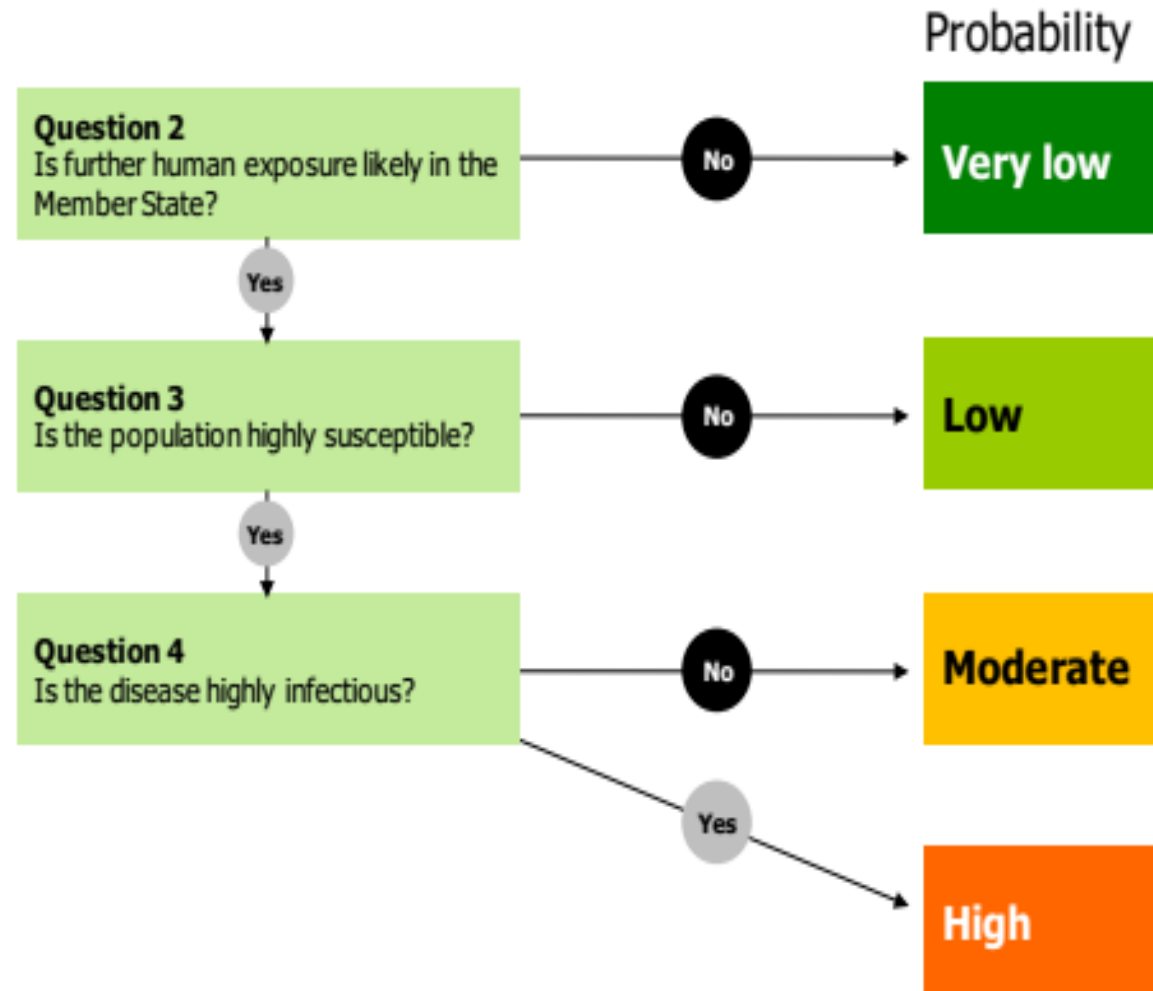 Probability
Question 2
Is further human exposure likely in the
Member State?
No
Very low
Yes
Question 3
Is the population highly susceptible?
No
Low
Yes
Question 4
Is the disease highly infectious?
No
Moderate
Yes
High